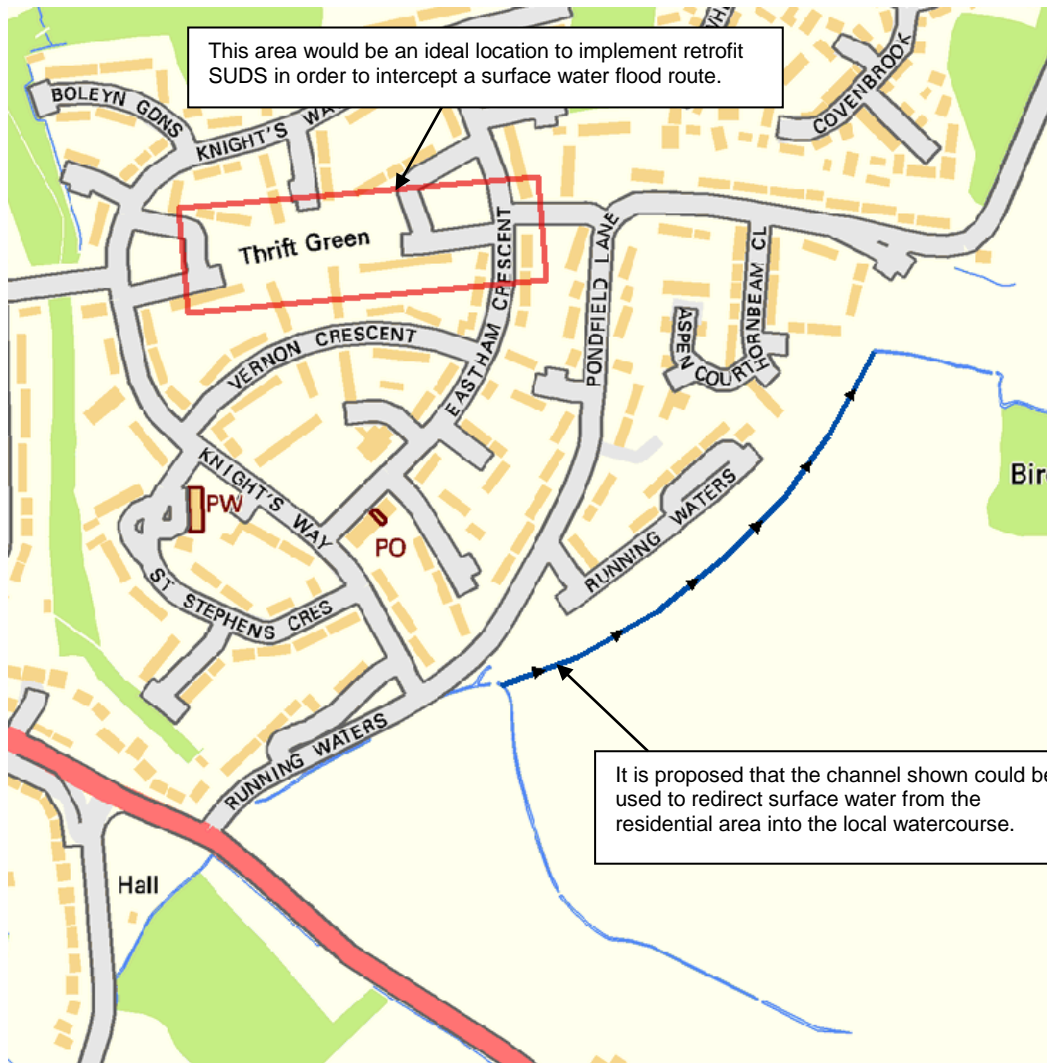 This area would be an ideal location to implement retrofit
SUDS in order to intercept a surface water flood route.
BOLEYN GDNS
KNIGHT'S WA
WH
COVENBROOK
Thrift Green
EASTHAM CRESCENT
PONDFIELD LANE
HORNBEAM CL
ASPEN COURT
VERNON CRESCENT
KNIGHT'S WAY
PW
PO
ST STEPHENS CRES
RUNNING WATERS
Bir
RUNNING WATERS
Hall
It is proposed that the channel shown could be
used to redirect surface water from the
residential area into the local watercourse.